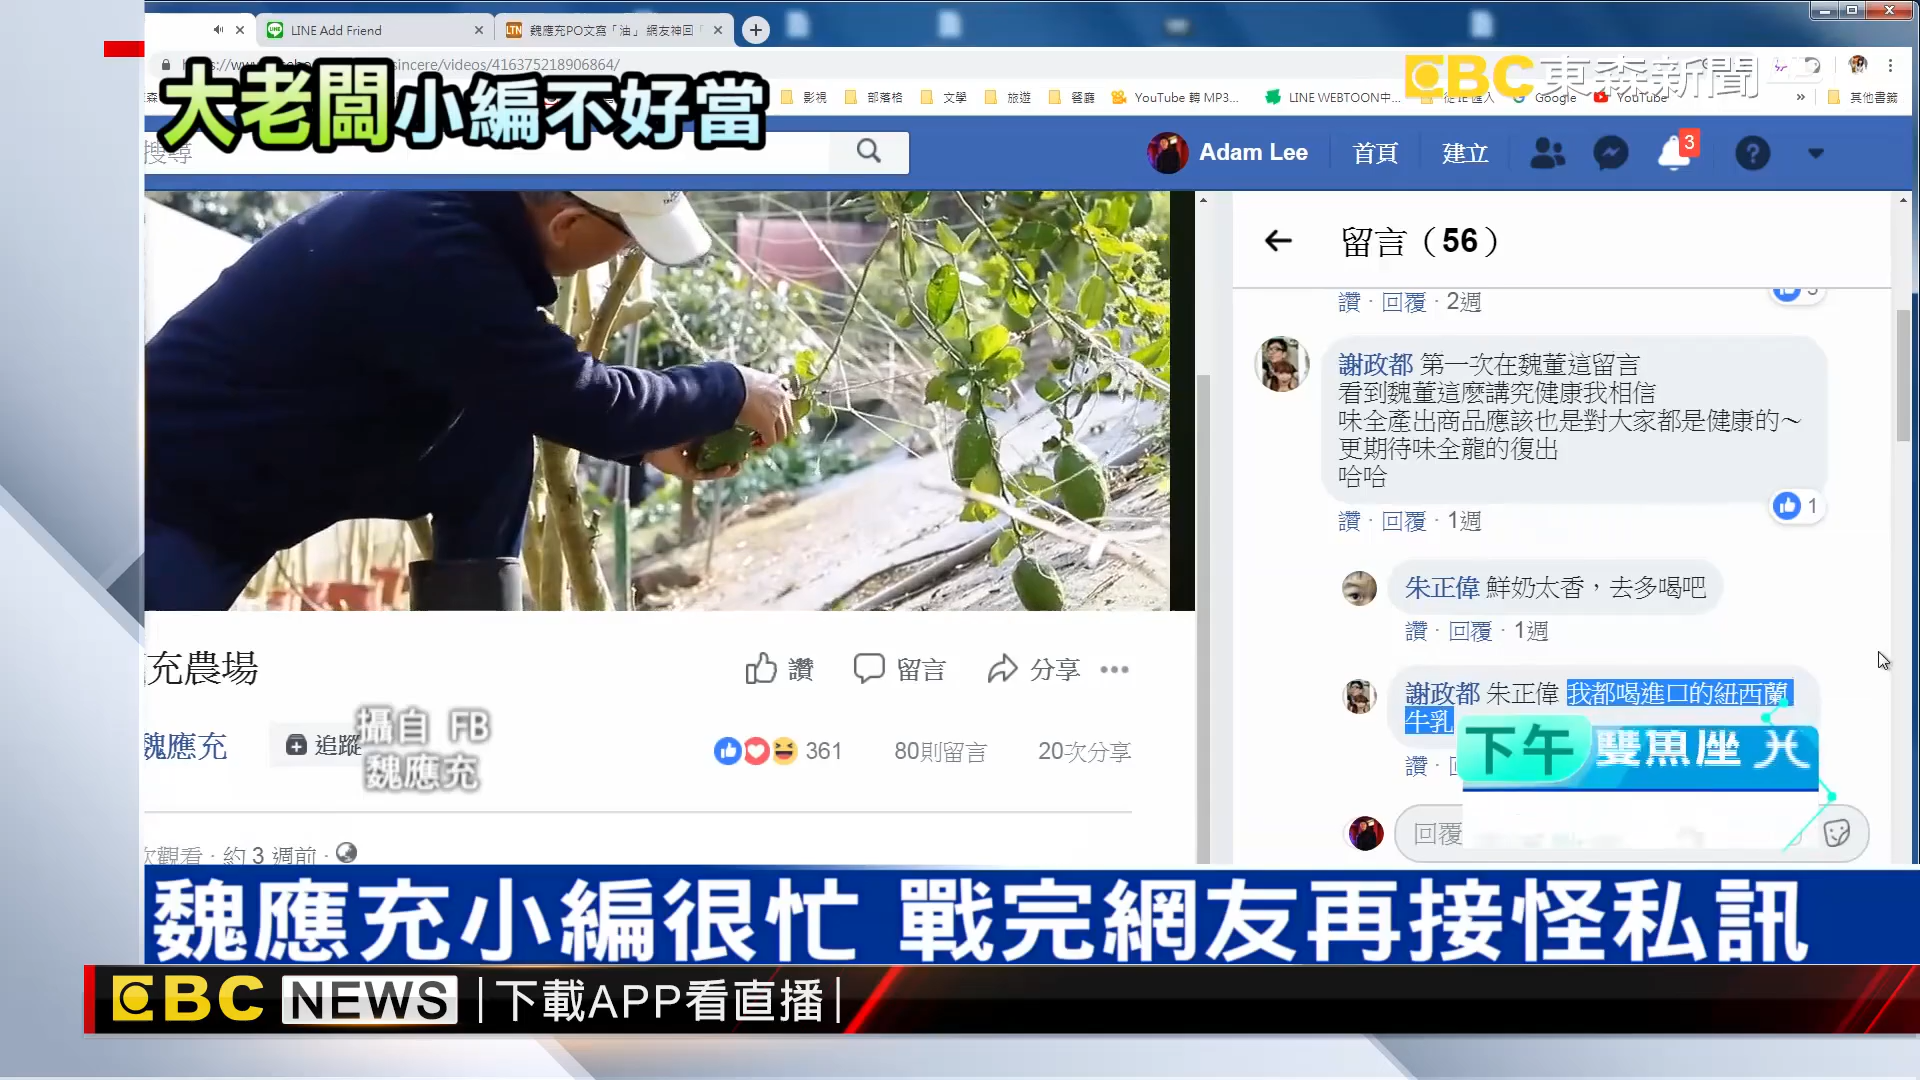 LINE Add Friend
LTN 魏應充PO文寫「油」 網友神回「
sincere/videos/416375218906864/
EBC 東森新聞
大老闆小編不好當
影視
部落格
文學
旅遊
餐廳
YouTube 轉 MP3...
LINE WEBTOON中...
Google
YouTube
»
其他書籤
搜尋
Adam Lee
首頁
建立
3
留言（56）
讚 · 回覆 · 2週
謝政都 第一次在魏董這留言
看到魏董這麼講究健康我相信
味全產出商品應該也是對大家都是健康的～
更期待味全龍的復出
哈哈
1
讚 · 回覆 · 1週
朱正偉 鮮奶太香，去多喝吧
讚 · 回覆 · 1週
謝政都 朱正偉 我都喝進口的紐西蘭
牛乳
讚
回覆
充農場
讚
留言
分享
魏應充
追蹤
361
80則留言
20次分享
攝自 FB
魏應充
次觀看 · 約 3 週前 ·
下午 雙魚座
魏應充小編很忙 戰完網友再接怪私訊
EBC NEWS |下載APP看直播|